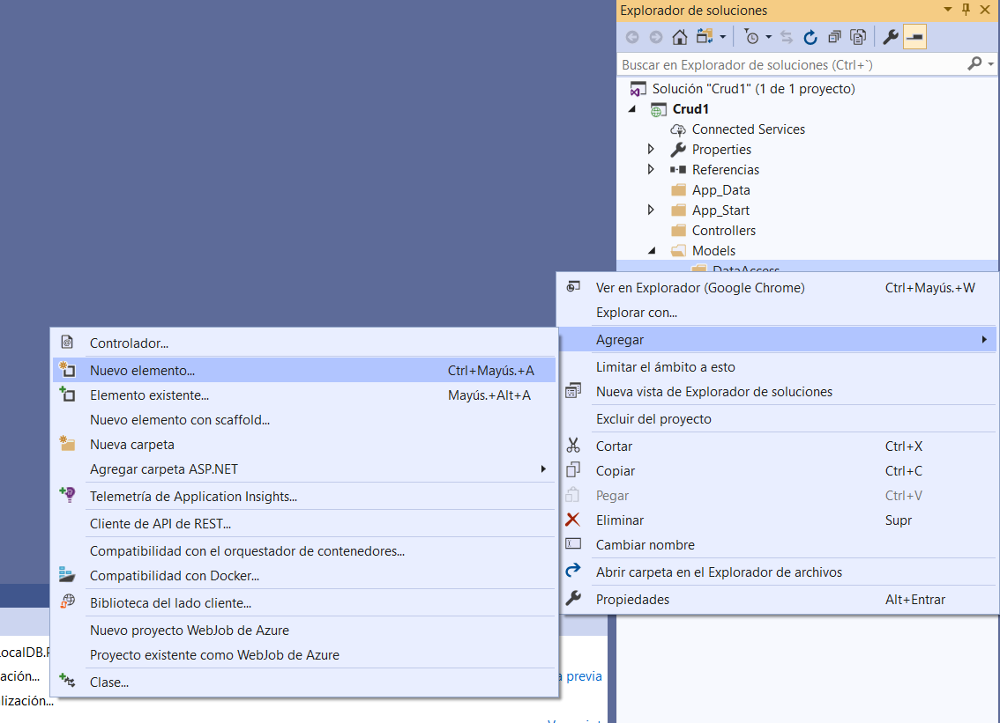 Explorador de soluciones
Buscar en Explorador de soluciones (Ctrl+`)
Solución "Crud1" (1 de 1 proyecto)
Crud1
Connected Services
Properties
Referencias
App_Data
App_Start
Controllers
Models
DataAccess
Ver en Explorador (Google Chrome) Ctrl+Mayús.+W
Explorar con...
Agregar
Limitar el ámbito a esto
Nueva vista de Explorador de soluciones
Excluir del proyecto
Cortar Ctrl+X
Copiar Ctrl+C
Pegar Ctrl+V
Eliminar Supr
Cambiar nombre
Abrir carpeta en el Explorador de archivos
Propiedades Alt+Entrar
Controlador...
Nuevo elemento... Ctrl+Mayús.+A
Elemento existente... Mayús.+Alt+A
Nuevo elemento con scaffold...
Nueva carpeta
Agregar carpeta ASP.NET
Telemetría de Application Insights...
Cliente de API de REST...
Compatibilidad con el orquestador de contenedores...
Compatibilidad con Docker...
Biblioteca del lado cliente...
Nuevo proyecto WebJob de Azure
Proyecto existente como WebJob de Azure
Clase...
ocalDB.
ación...
lización...
a previa